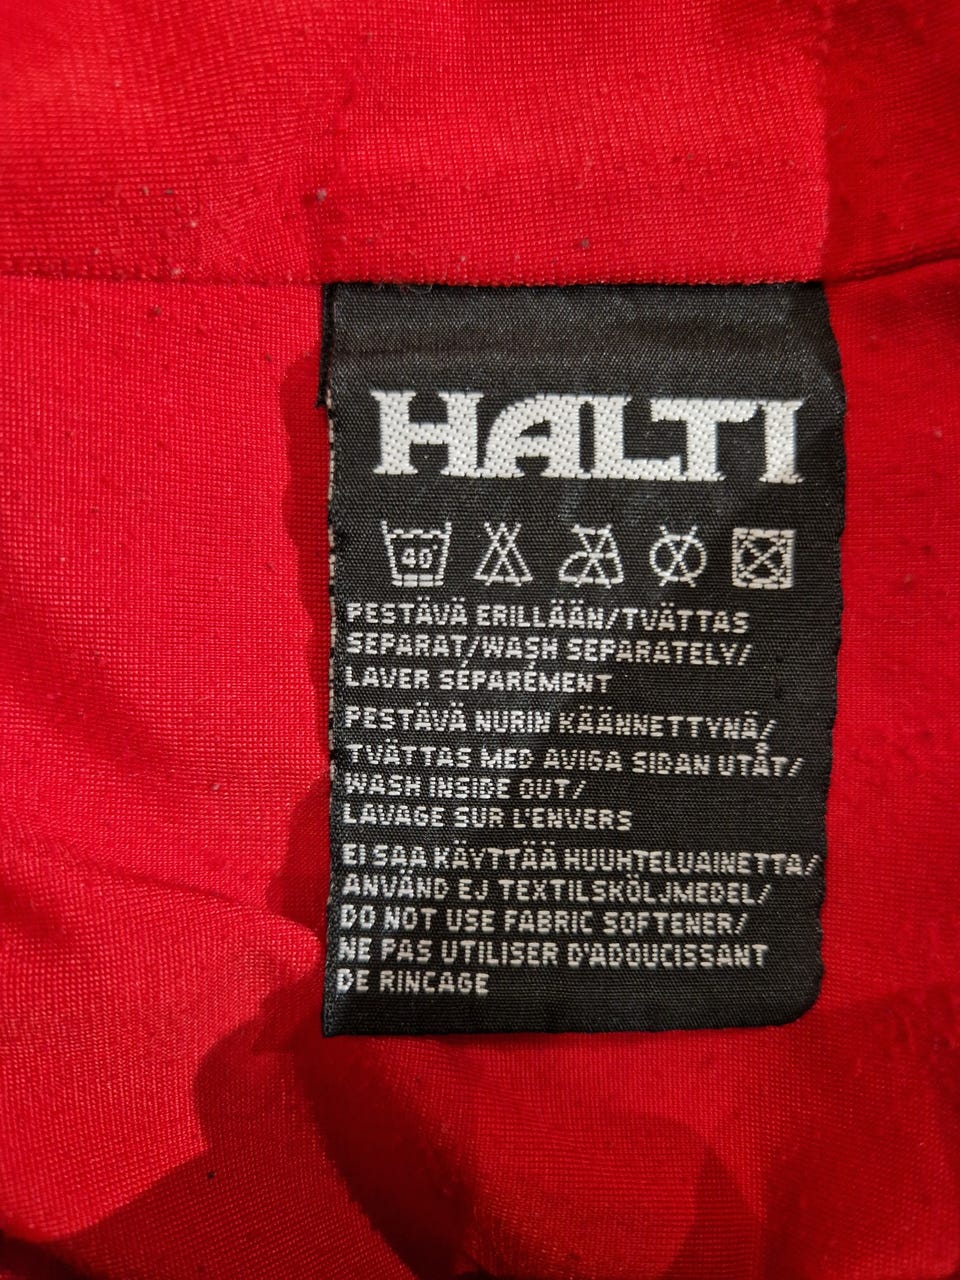 HALTI
40
PESTÄVÄ ERILLÄÄN/TVÄTTAS
SEPARAT/WASH SEPARATELY/
LAVER SÉPARÉMENT
PESTÄVÄ NURIN KÄÄNNETTYNÄ/
TVÄTTAS MED AVIGA SIDAN UTÅT/
WASH INSIDE OUT/
LAVAGE SUR L'ENVERS
EI SAA KÄYTTÄÄ HUUHTELUAINETTA/
ANVÄND EJ TEXTILSKÖLJMEDEL/
DO NOT USE FABRIC SOFTENER/
NE PAS UTILISER D'ADOUCISSANT
DE RINCAGE